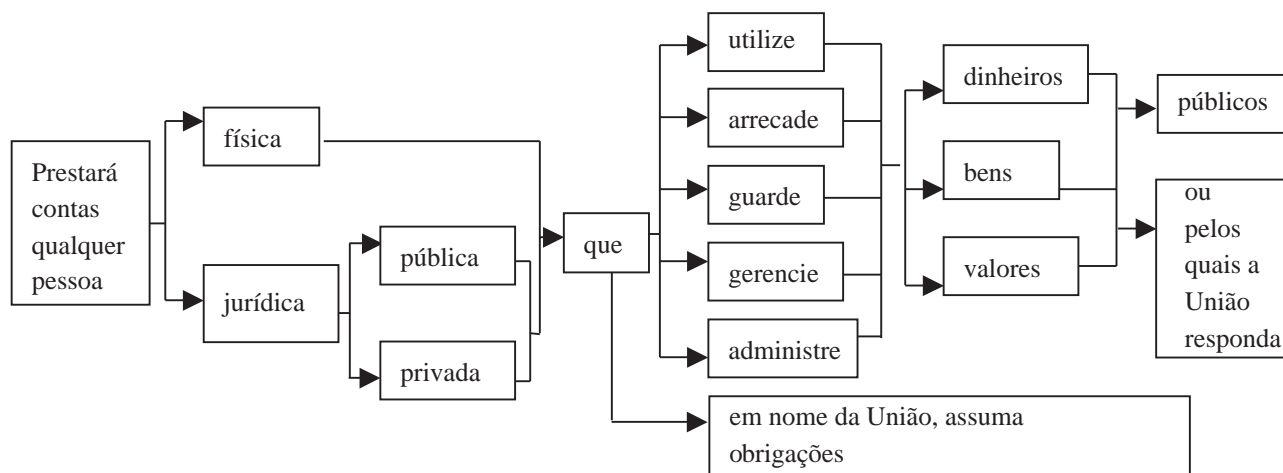 Prestará
contas
qualquer
pessoa
física
jurídica
pública
privada
que
utilize
arrecade
guarde
gerencie
administre
em nome da União, assuma
obrigações
dinheiros
bens
valores
públicos
ou
pelos
quais a
União
responda